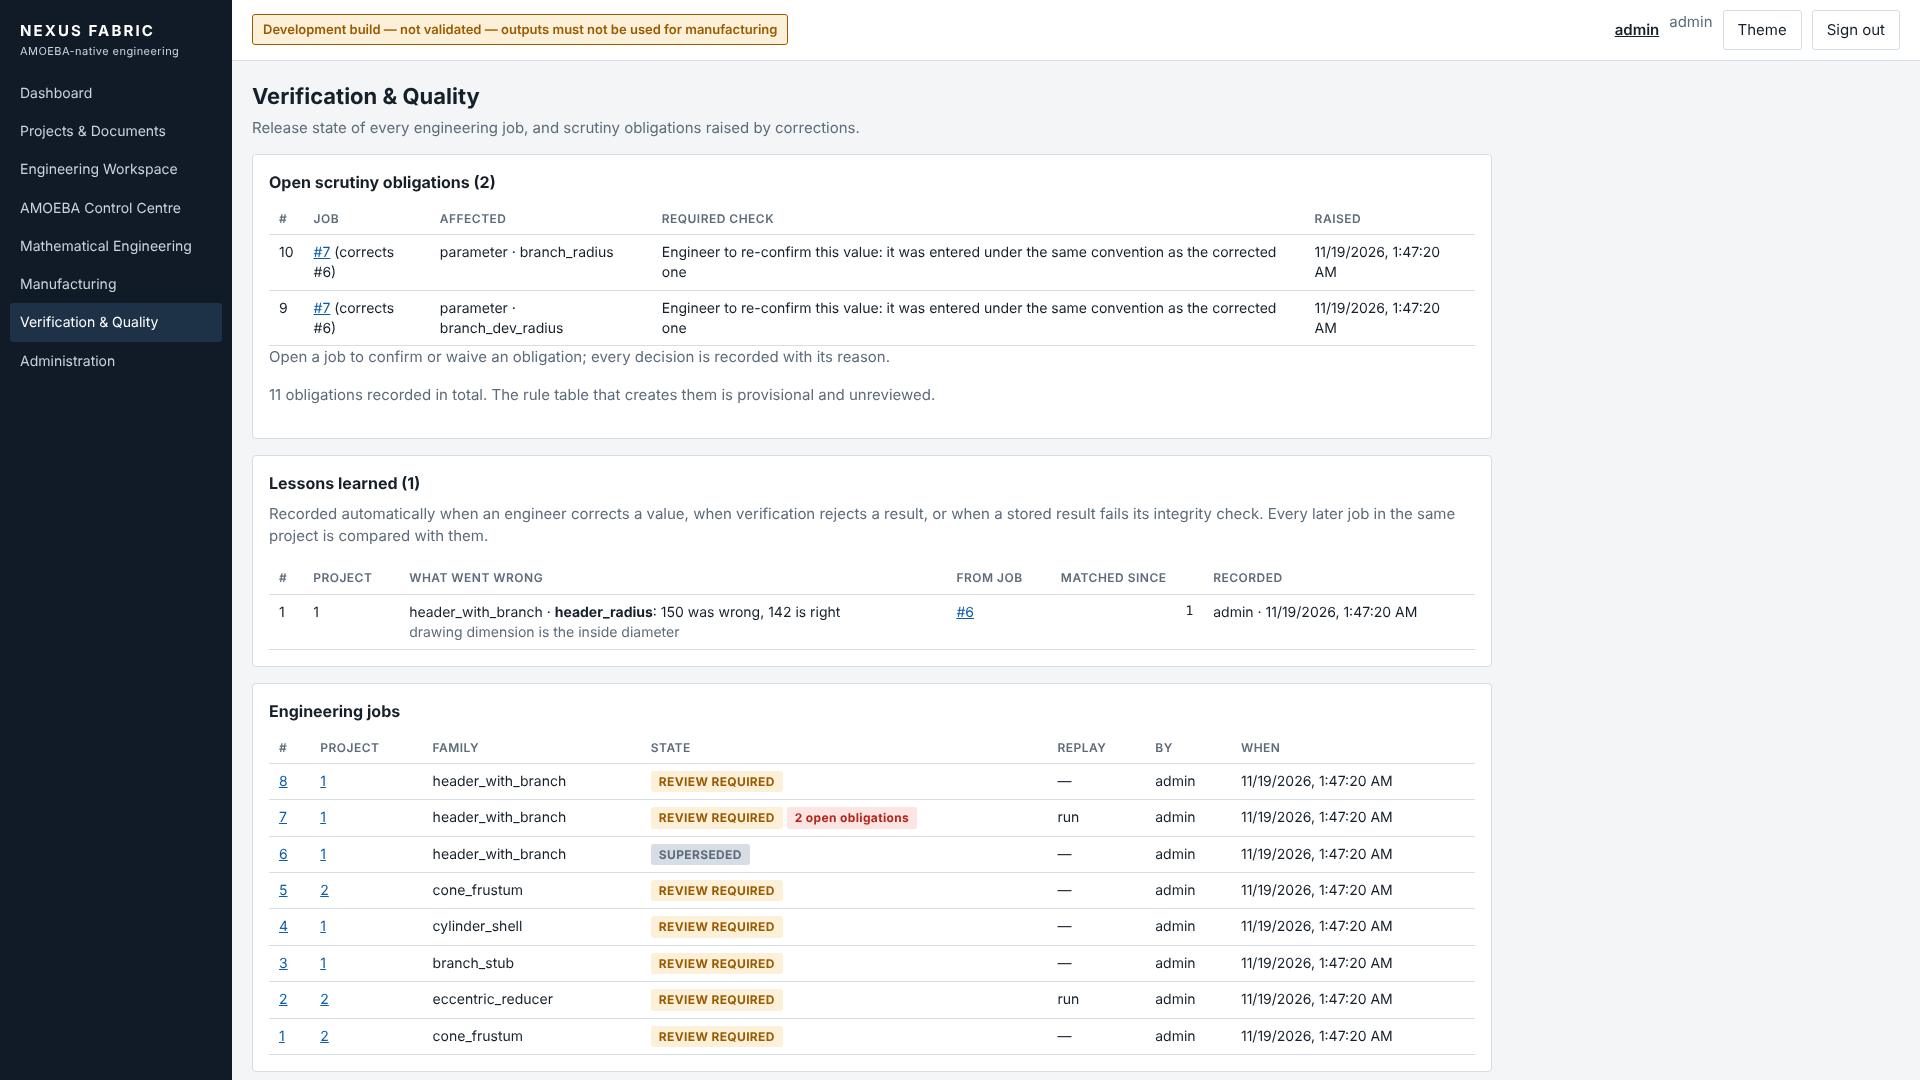 NEXUS FABRIC
AMOEBA-native engineering
Dashboard
Projects & Documents
Engineering Workspace
AMOEBA Control Centre
Mathematical Engineering
Manufacturing
Verification & Quality
Administration
Development build — not validated — outputs must not be used for manufacturing
admin admin Theme Sign out
Verification & Quality
Release state of every engineering job, and scrutiny obligations raised by corrections.
Open scrutiny obligations (2)
# JOB AFFECTED REQUIRED CHECK RAISED
10 #7 (corrects #6) parameter · branch_radius Engineer to re-confirm this value: it was entered under the same convention as the corrected one 11/19/2026, 1:47:20 AM
9 #7 (corrects #6) parameter · branch_dev_radius Engineer to re-confirm this value: it was entered under the same convention as the corrected one 11/19/2026, 1:47:20 AM
Open a job to confirm or waive an obligation; every decision is recorded with its reason.
11 obligations recorded in total. The rule table that creates them is provisional and unreviewed.
Lessons learned (1)
Recorded automatically when an engineer corrects a value, when verification rejects a result, or when a stored result fails its integrity check. Every later job in the same
project is compared with them.
# PROJECT WHAT WENT WRONG FROM JOB MATCHED SINCE RECORDED
1 1 header_with_branch · header_radius: 150 was wrong, 142 is right #6 1 admin · 11/19/2026, 1:47:20 AM
drawing dimension is the inside diameter
Engineering jobs
# PROJECT FAMILY STATE REPLAY BY WHEN
8 1 header_with_branch REVIEW REQUIRED — admin 11/19/2026, 1:47:20 AM
7 1 header_with_branch REVIEW REQUIRED 2 open obligations run admin 11/19/2026, 1:47:20 AM
6 1 header_with_branch SUPERSEDED — admin 11/19/2026, 1:47:20 AM
5 2 cone_frustum REVIEW REQUIRED — admin 11/19/2026, 1:47:20 AM
4 1 cylinder_shell REVIEW REQUIRED — admin 11/19/2026, 1:47:20 AM
3 1 branch_stub REVIEW REQUIRED — admin 11/19/2026, 1:47:20 AM
2 2 eccentric_reducer REVIEW REQUIRED run admin 11/19/2026, 1:47:20 AM
1 2 cone_frustum REVIEW REQUIRED — admin 11/19/2026, 1:47:20 AM